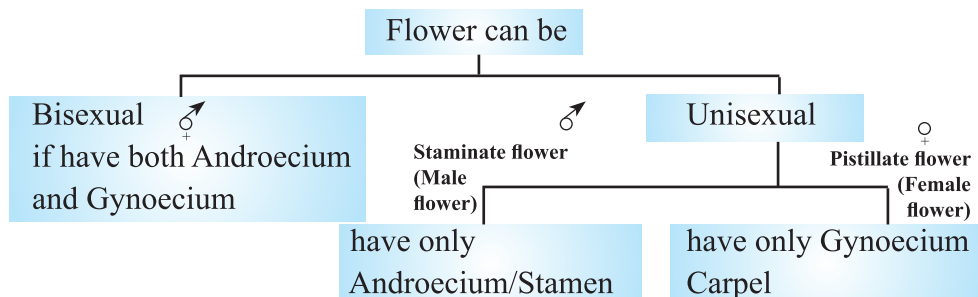 Flower can be
Bisexual
if have both Androecium
and Gynoecium
Unisexual
Staminate flower
(Male
flower)
Pistillate flower
(Female
flower)
have only
Androecium/Stamen
have only Gynoecium
Carpel